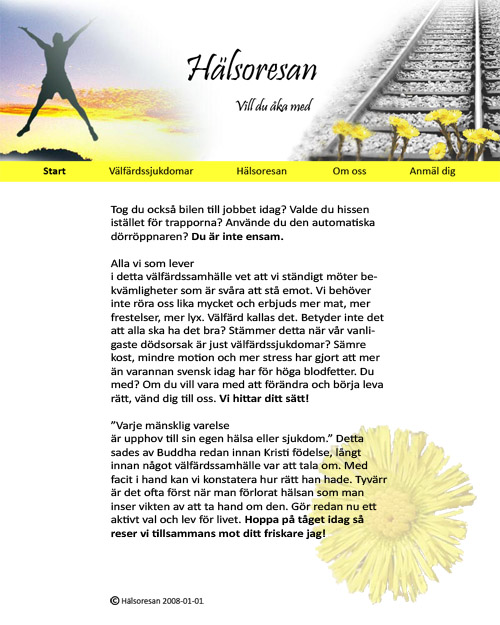 Hälsoresan
Vill du åka med
Start Välfärdssjukdomar Hälsoresan Om oss Anmäl dig
Tog du också bilen till jobbet idag? Valde du hissen
istället för trapporna? Använde du den automatiska
dörröppnaren? Du är inte ensam.
Alla vi som lever
i detta välfärdssamhälle vet att vi ständigt möter be-
kvämligheter som är svåra att stå emot. Vi behöver
inte röra oss lika mycket och erbjuds mer mat, mer
frestelser, mer lyx. Välfärd kallas det. Betyder inte det
att alla ska ha det bra? Stämmer detta när vår vanli-
gaste dödsorsak är just välfärdssjukdomar? Sämre
kost, mindre motion och mer stress har gjort att mer
än varannan svensk idag har för höga blodfetter. Du
med? Om du vill vara med att förändra och börja leva
rätt, vänd dig till oss. Vi hittar ditt sätt!
”Varje mänsklig varelse
är upphov till sin egen hälsa eller sjukdom.” Detta
sades av Buddha redan innan Kristi födelse, långt
innan något välfärdssamhälle var att tala om. Med
facit i hand kan vi konstatera hur rätt han hade. Tyvärr
är det ofta först när man förlorat hälsan som man
inser vikten av att ta hand om den. Gör redan nu ett
aktivt val och lev för livet. Hoppa på tåget idag så
reser vi tillsammans mot ditt friskare jag!
© Hälsoresan 2008-01-01